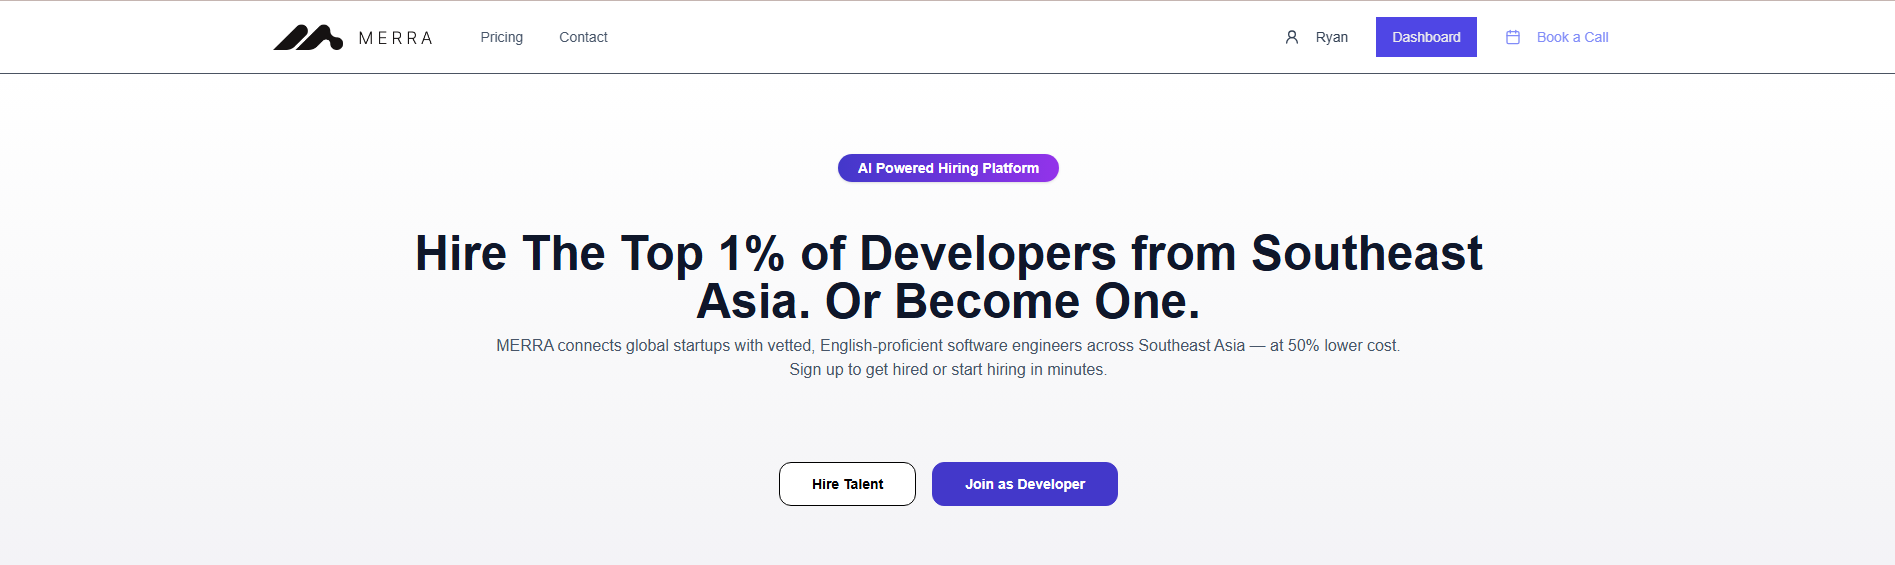 MERRA
Pricing
Contact
Ryan
Dashboard
Book a Call
AI Powered Hiring Platform
Hire The Top 1% of Developers from Southeast
Asia. Or Become One.
MERRA connects global startups with vetted, English-proficient software engineers across Southeast Asia — at 50% lower cost.
Sign up to get hired or start hiring in minutes.
Hire Talent
Join as Developer